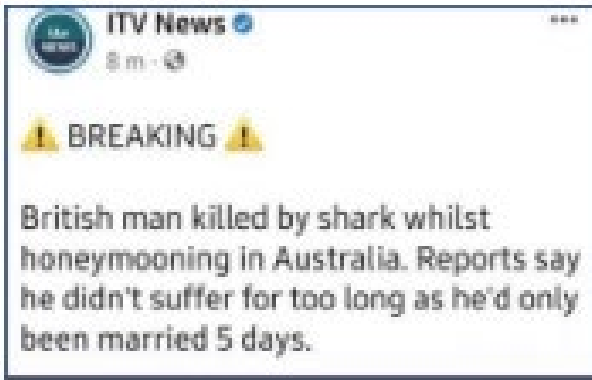 ITV News
8 m
BREAKING
British man killed by shark whilst
honeymooning in Australia. Reports say
he didn't suffer for too long as he'd only
been married 5 days.